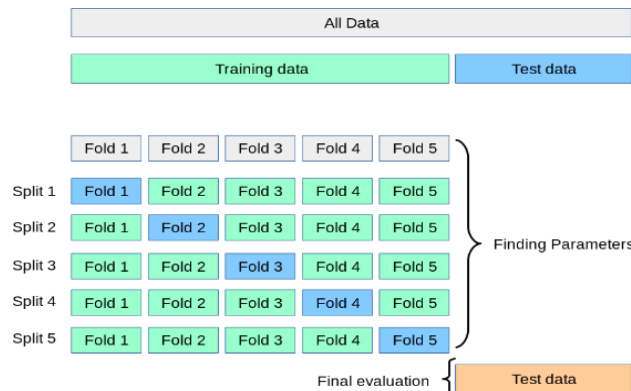 All Data
Training data Test data
Fold 1 Fold 2 Fold 3 Fold 4 Fold 5
Split 1 Fold 1 Fold 2 Fold 3 Fold 4 Fold 5
Split 2 Fold 1 Fold 2 Fold 3 Fold 4 Fold 5
Finding Parameters
Split 3 Fold 1 Fold 2 Fold 3 Fold 4 Fold 5
Split 4 Fold 1 Fold 2 Fold 3 Fold 4 Fold 5
Split 5 Fold 1 Fold 2 Fold 3 Fold 4 Fold 5
Final evaluation Test data